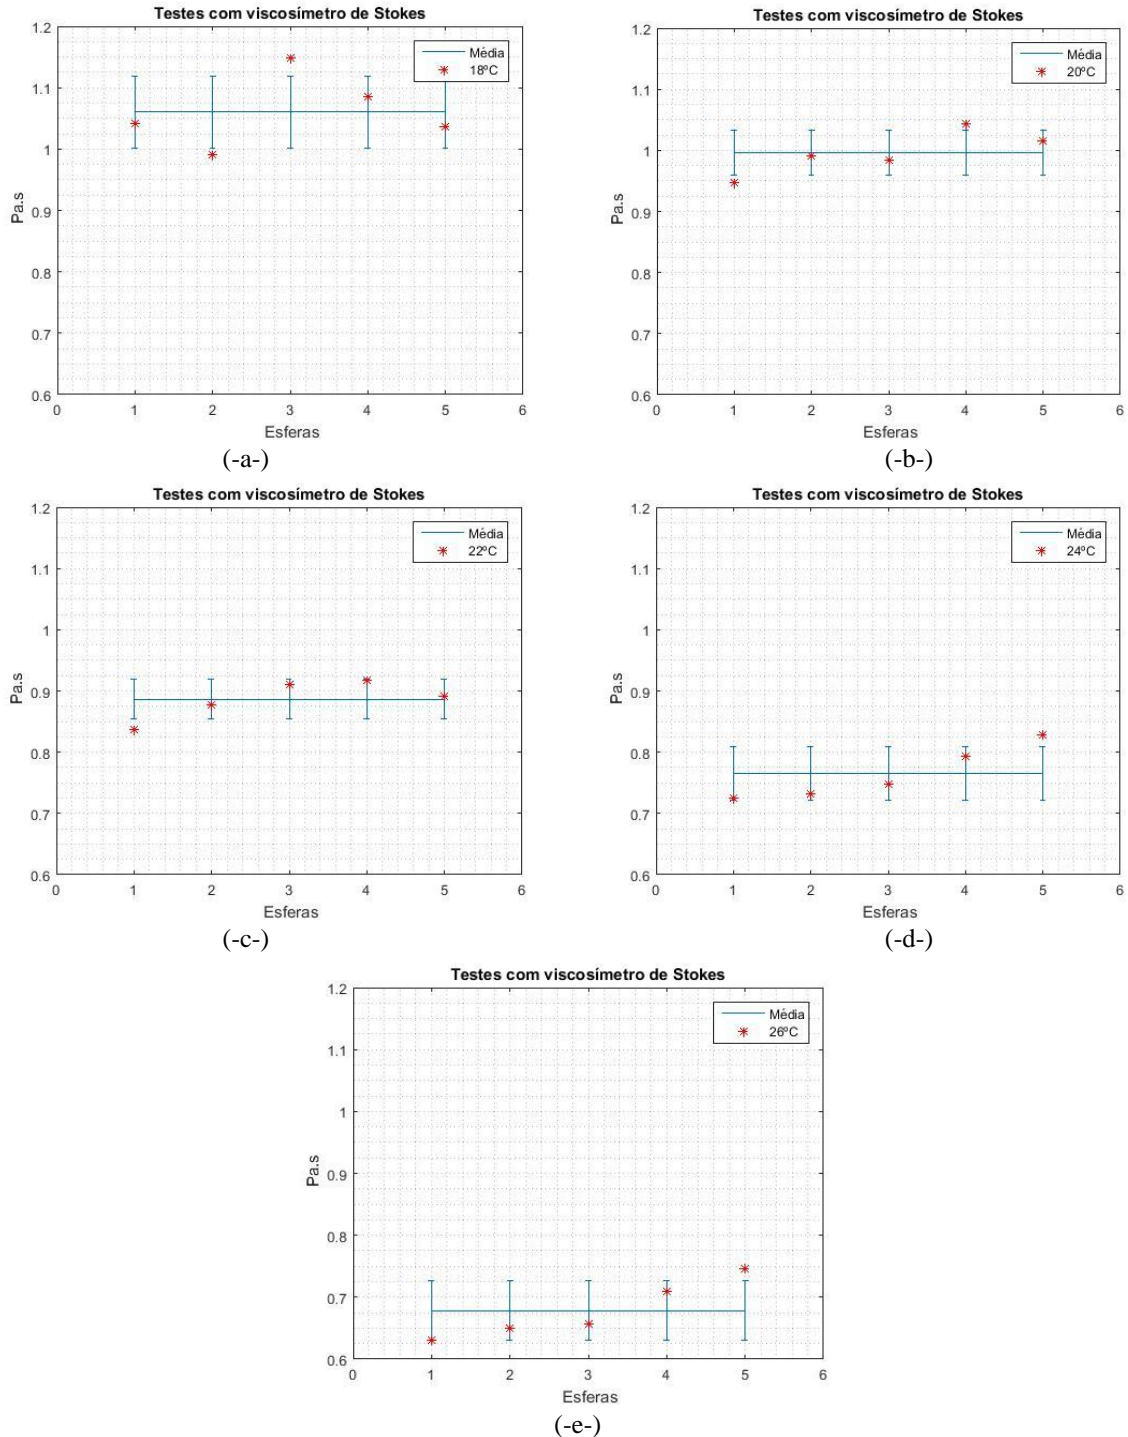 Testes com viscosímetro de Stokes
1.2
1.1
1
0.9
0.8
0.7
0.6
Pa.s
Média
18ºC
0 1 2 3 4 5 6
Esferas
(-a-)
Testes com viscosímetro de Stokes
1.2
1.1
1
0.9
0.8
0.7
0.6
Pa.s
Média
20ºC
0 1 2 3 4 5 6
Esferas
(-b-)
Testes com viscosímetro de Stokes
1.2
1.1
1
0.9
0.8
0.7
0.6
Pa.s
Média
22ºC
0 1 2 3 4 5 6
Esferas
(-c-)
Testes com viscosímetro de Stokes
1.2
1.1
1
0.9
0.8
0.7
0.6
Pa.s
Média
24ºC
0 1 2 3 4 5 6
Esferas
(-d-)
Testes com viscosímetro de Stokes
1.2
1.1
1
0.9
0.8
0.7
0.6
Pa.s
Média
26ºC
0 1 2 3 4 5 6
Esferas
(-e-)